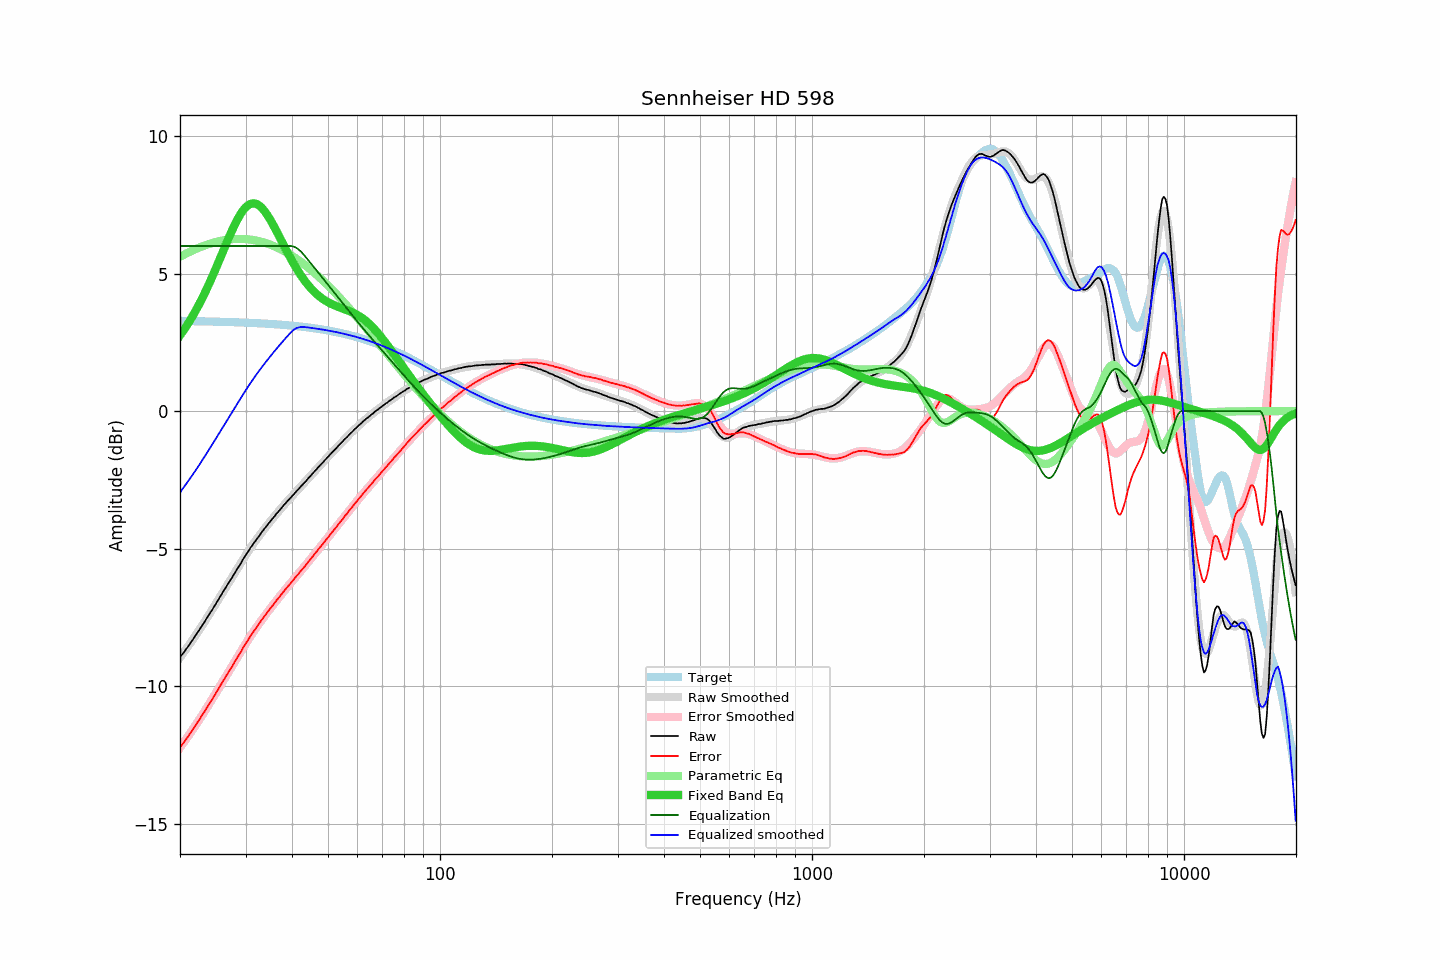 Sennheiser HD 598
Amplitude (dBr)
10
5
0
−5
−10
−15
Target
Raw Smoothed
Error Smoothed
Raw
Error
Parametric Eq
Fixed Band Eq
Equalization
Equalized smoothed
100 1000 10000
Frequency (Hz)